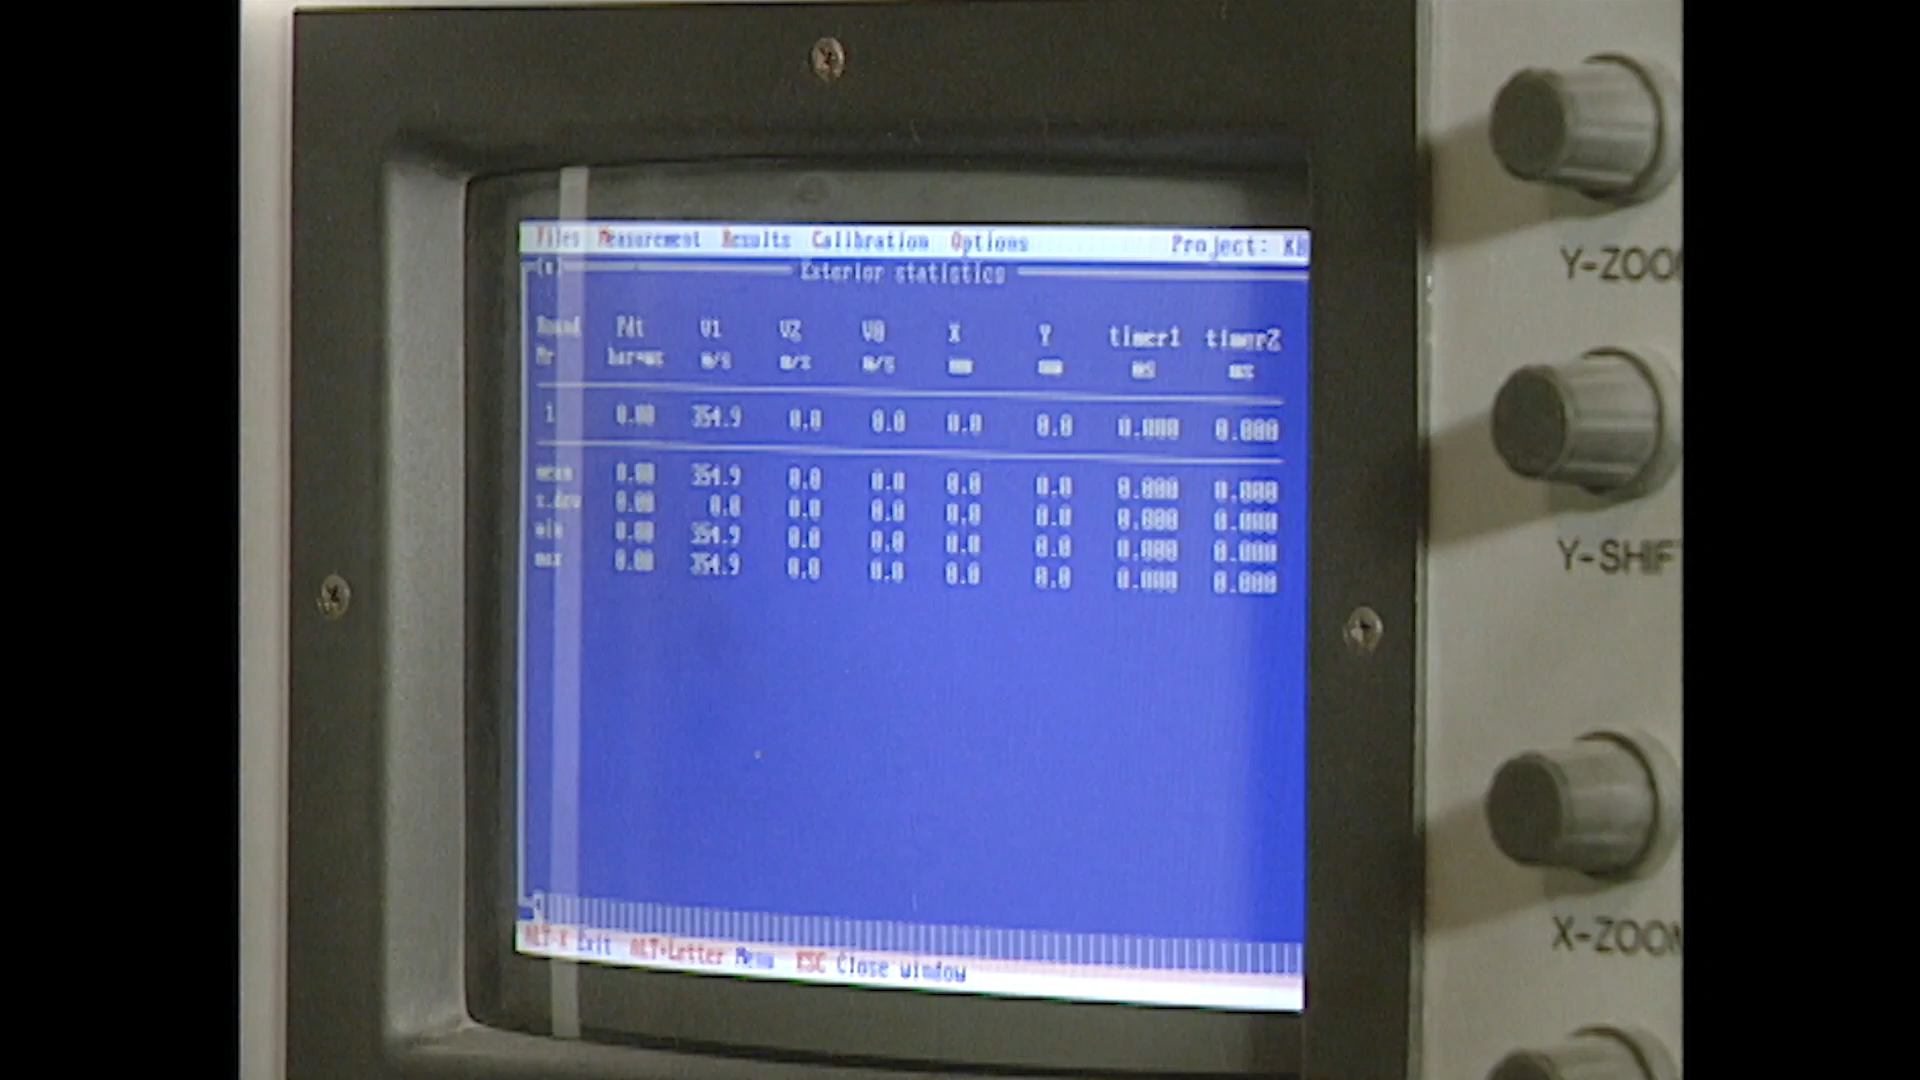 Files Measurement Results Calibration Options Project:
Exterior statistics
Round Pdt V1 V2 V0 X Y timer1 timer2
Nr bar*ms m/s m/s m/s mm mm ms ms
1 0.00 354.9 0.0 0.0 0.0 0.0 0.000 0.000
mean 0.00 354.9 0.0 0.0 0.0 0.0 0.000 0.000
s.dev 0.00 0.0 0.0 0.0 0.0 0.0 0.000 0.000
min 0.00 354.9 0.0 0.0 0.0 0.0 0.000 0.000
max 0.00 354.9 0.0 0.0 0.0 0.0 0.000 0.000
ALT-X Exit ALT+Letter Menu ESC Close window
Y-ZOO
Y-SHIF
X-ZOO